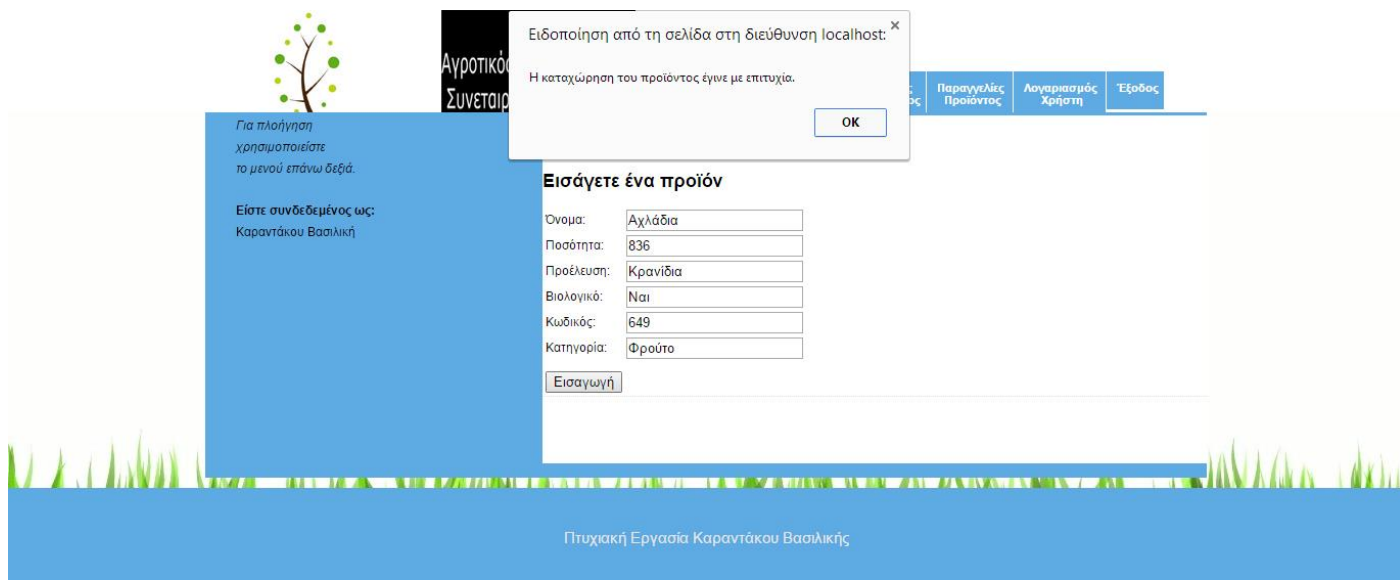 Αγροτικός
Συνεταιρ
Ειδοποίηση από τη σελίδα στη διεύθυνση localhost:
Η καταχώρηση του προϊόντος έγινε με επιτυχία.
OK
Παραγγελίες
Προϊόντος
Λογαριασμός
Χρήστη
Έξοδος
Για πλοήγηση
χρησιμοποιείστε
το μενού επάνω δεξιά.
Είστε συνδεδεμένος ως:
Καραντάκου Βασιλική
Εισάγετε ένα προϊόν
Όνομα: Αχλάδια
Ποσότητα: 836
Προέλευση: Κρανίδια
Βιολογικό: Ναι
Κωδικός: 649
Κατηγορία: Φρούτο
Εισαγωγή
Πτυχιακή Εργασία Καραντάκου Βασιλικής